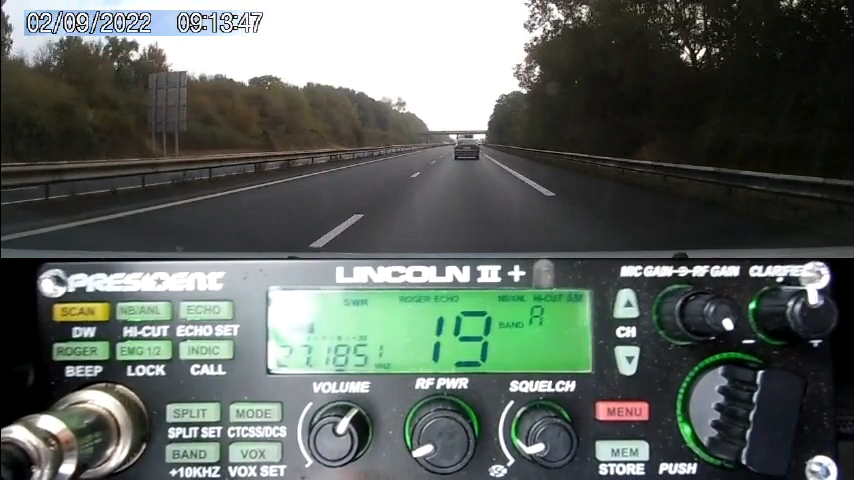 02/09/2022 09:13:47
PRESIDENT LINCOLN II + MIC GAIN RF GAIN CLARIFIER
SCAN NB/ANL ECHO
DW HI-CUT ECHO SET
ROGER EMG 1/2 INDIC
BEEP LOCK CALL
SWR ROGER ECHO NB/ANL HI-CUT AM
19 BAND A
27.1851 MHz
CH
VOLUME RF PWR SQUELCH
SPLIT MODE
SPLIT SET CTCSS/DCS
BAND VOX
+10KHZ VOX SET
MENU
MEM
STORE PUSH
- +